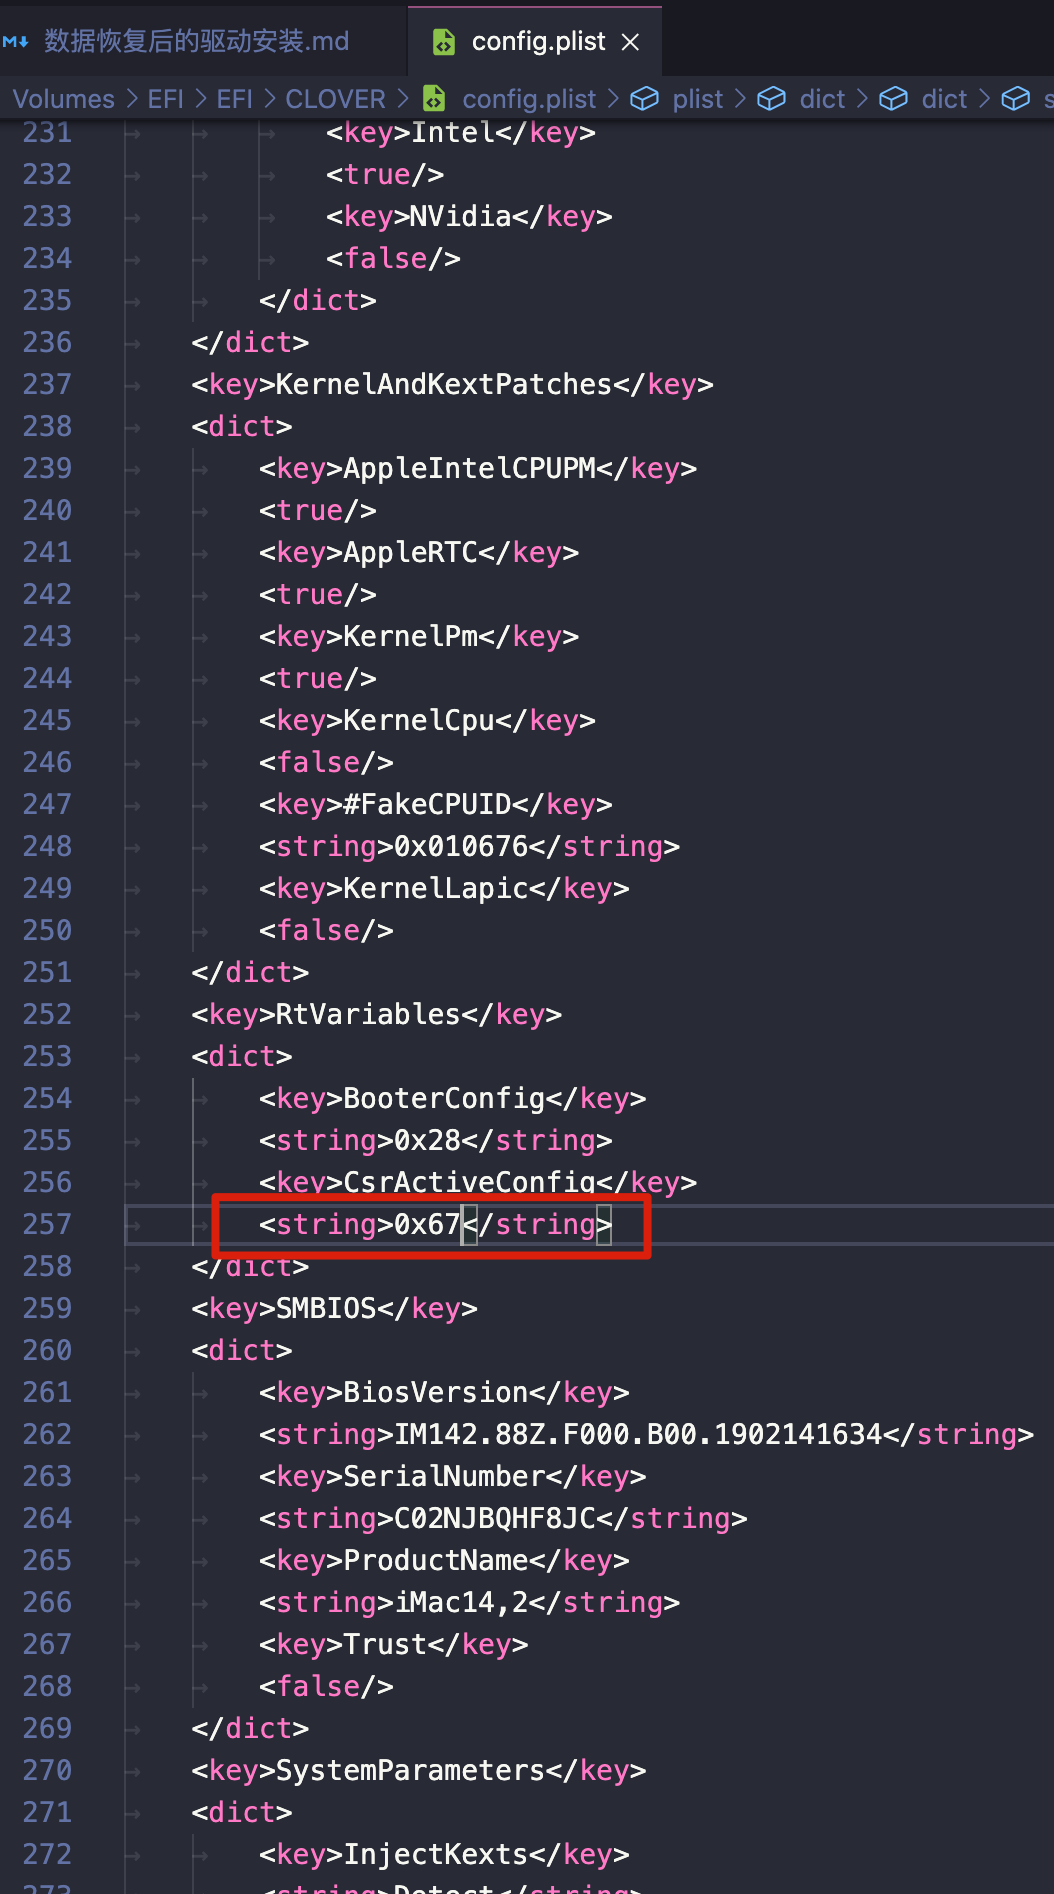 数据恢复后的驱动安装.md
config.plist
Volumes > EFI > EFI > CLOVER > config.plist > plist > dict > dict > s
231 <key>Intel</key>
232 <true/>
233 <key>NVidia</key>
234 <false/>
235 </dict>
236 </dict>
237 <key>KernelAndKextPatches</key>
238 <dict>
239 <key>AppleIntelCPUPM</key>
240 <true/>
241 <key>AppleRTC</key>
242 <true/>
243 <key>KernelPm</key>
244 <true/>
245 <key>KernelCpu</key>
246 <false/>
247 <key>#FakeCPUID</key>
248 <string>0x010676</string>
249 <key>KernelLapic</key>
250 <false/>
251 </dict>
252 <key>RtVariables</key>
253 <dict>
254 <key>BooterConfig</key>
255 <string>0x28</string>
256 <key>CsrActiveConfig</key>
257 <string>0x67</string>
258 </dict>
259 <key>SMBIOS</key>
260 <dict>
261 <key>BiosVersion</key>
262 <string>IM142.88Z.F000.B00.1902141634</string>
263 <key>SerialNumber</key>
264 <string>C02NJBQHF8JC</string>
265 <key>ProductName</key>
266 <string>iMac14,2</string>
267 <key>Trust</key>
268 <false/>
269 </dict>
270 <key>SystemParameters</key>
271 <dict>
272 <key>InjectKexts</key>
273 <string>Detect</string>